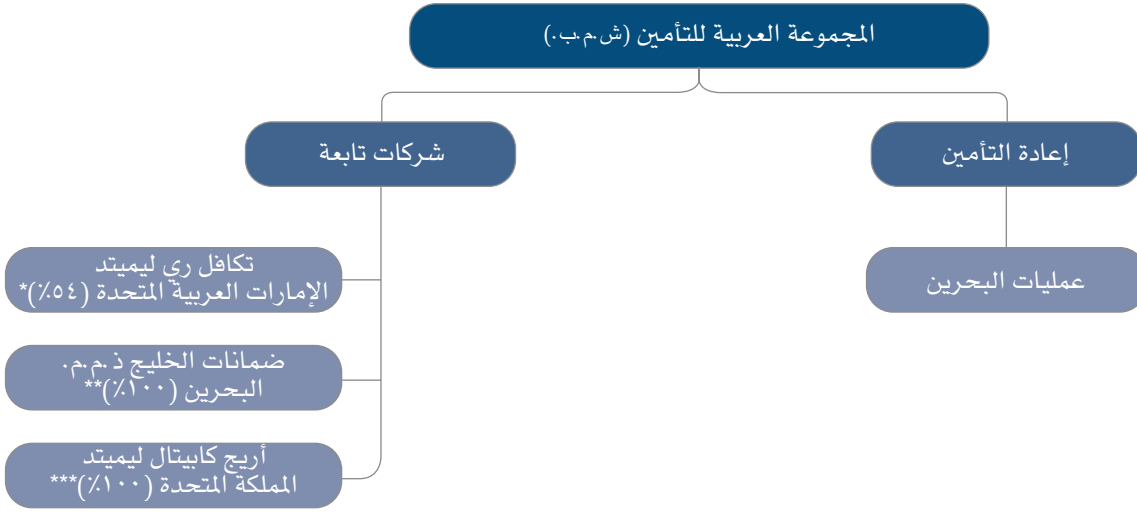 المجموعة العربية للتأمين (ش.م.ب.)
إعادة التأمين
شركات تابعة
عمليات البحرين
تكافل ري ليميتد
الإمارات العربية المتحدة (٥٤٪)*
ضمانات الخليج ذ.م.م.
البحرين (١٠٠٪)**
أريج كابيتال ليميتد
المملكة المتحدة (١٠٠٪)***